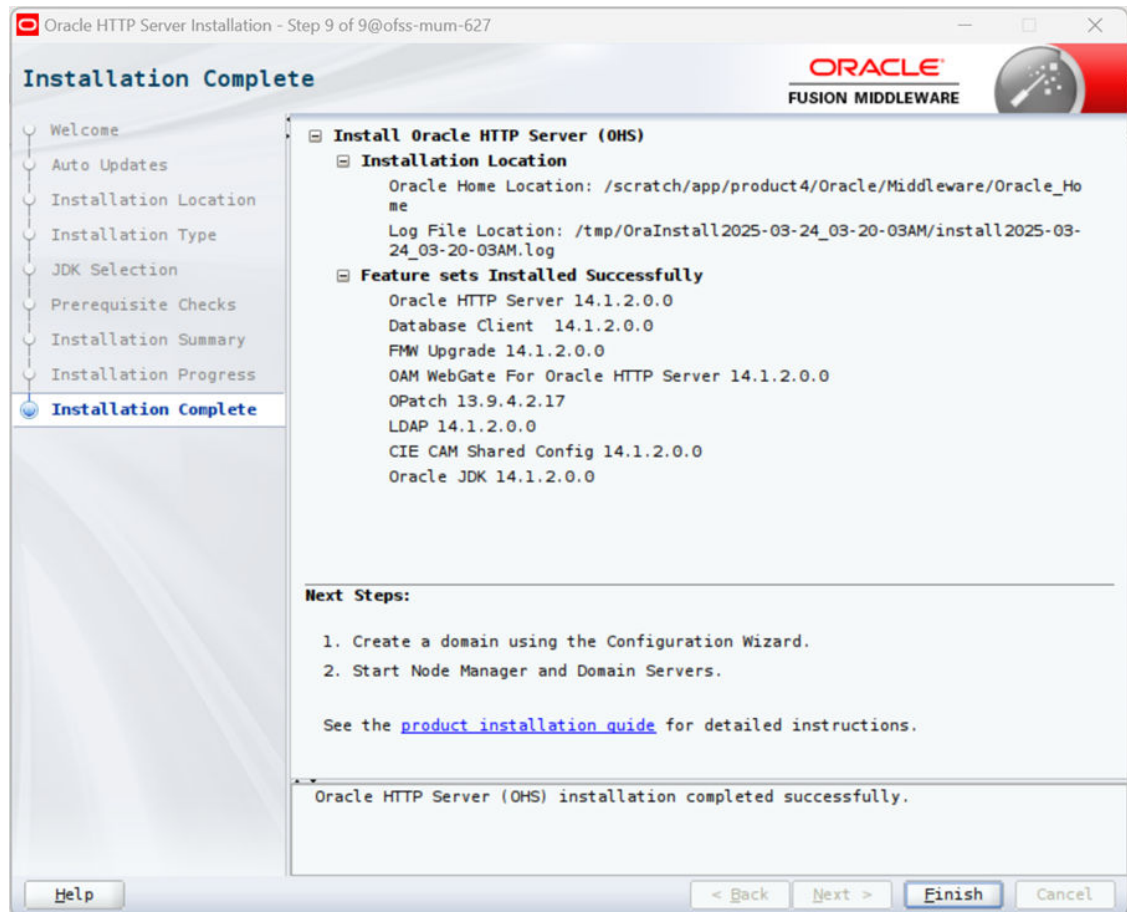 Oracle HTTP Server Installation - Step 9 of 9@ofss-mum-627
Installation Complete
ORACLE
FUSION MIDDLEWARE
Welcome
Auto Updates
Installation Location
Installation Type
JDK Selection
Prerequisite Checks
Installation Summary
Installation Progress
Installation Complete
Install Oracle HTTP Server (OHS)
Installation Location
Oracle Home Location: /scratch/app/product4/Oracle/Middleware/Oracle_Ho
me
Log File Location: /tmp/OraInstall2025-03-24_03-20-03AM/install2025-03-
24_03-20-03AM.log
Feature sets Installed Successfully
Oracle HTTP Server 14.1.2.0.0
Database Client  14.1.2.0.0
FMW Upgrade 14.1.2.0.0
OAM WebGate For Oracle HTTP Server 14.1.2.0.0
OPatch 13.9.4.2.17
LDAP 14.1.2.0.0
CIE CAM Shared Config 14.1.2.0.0
Oracle JDK 14.1.2.0.0
Next Steps:
1. Create a domain using the Configuration Wizard.
2. Start Node Manager and Domain Servers.
See the product installation guide for detailed instructions.
Oracle HTTP Server (OHS) installation completed successfully.
Help
< Back
Next >
Finish
Cancel